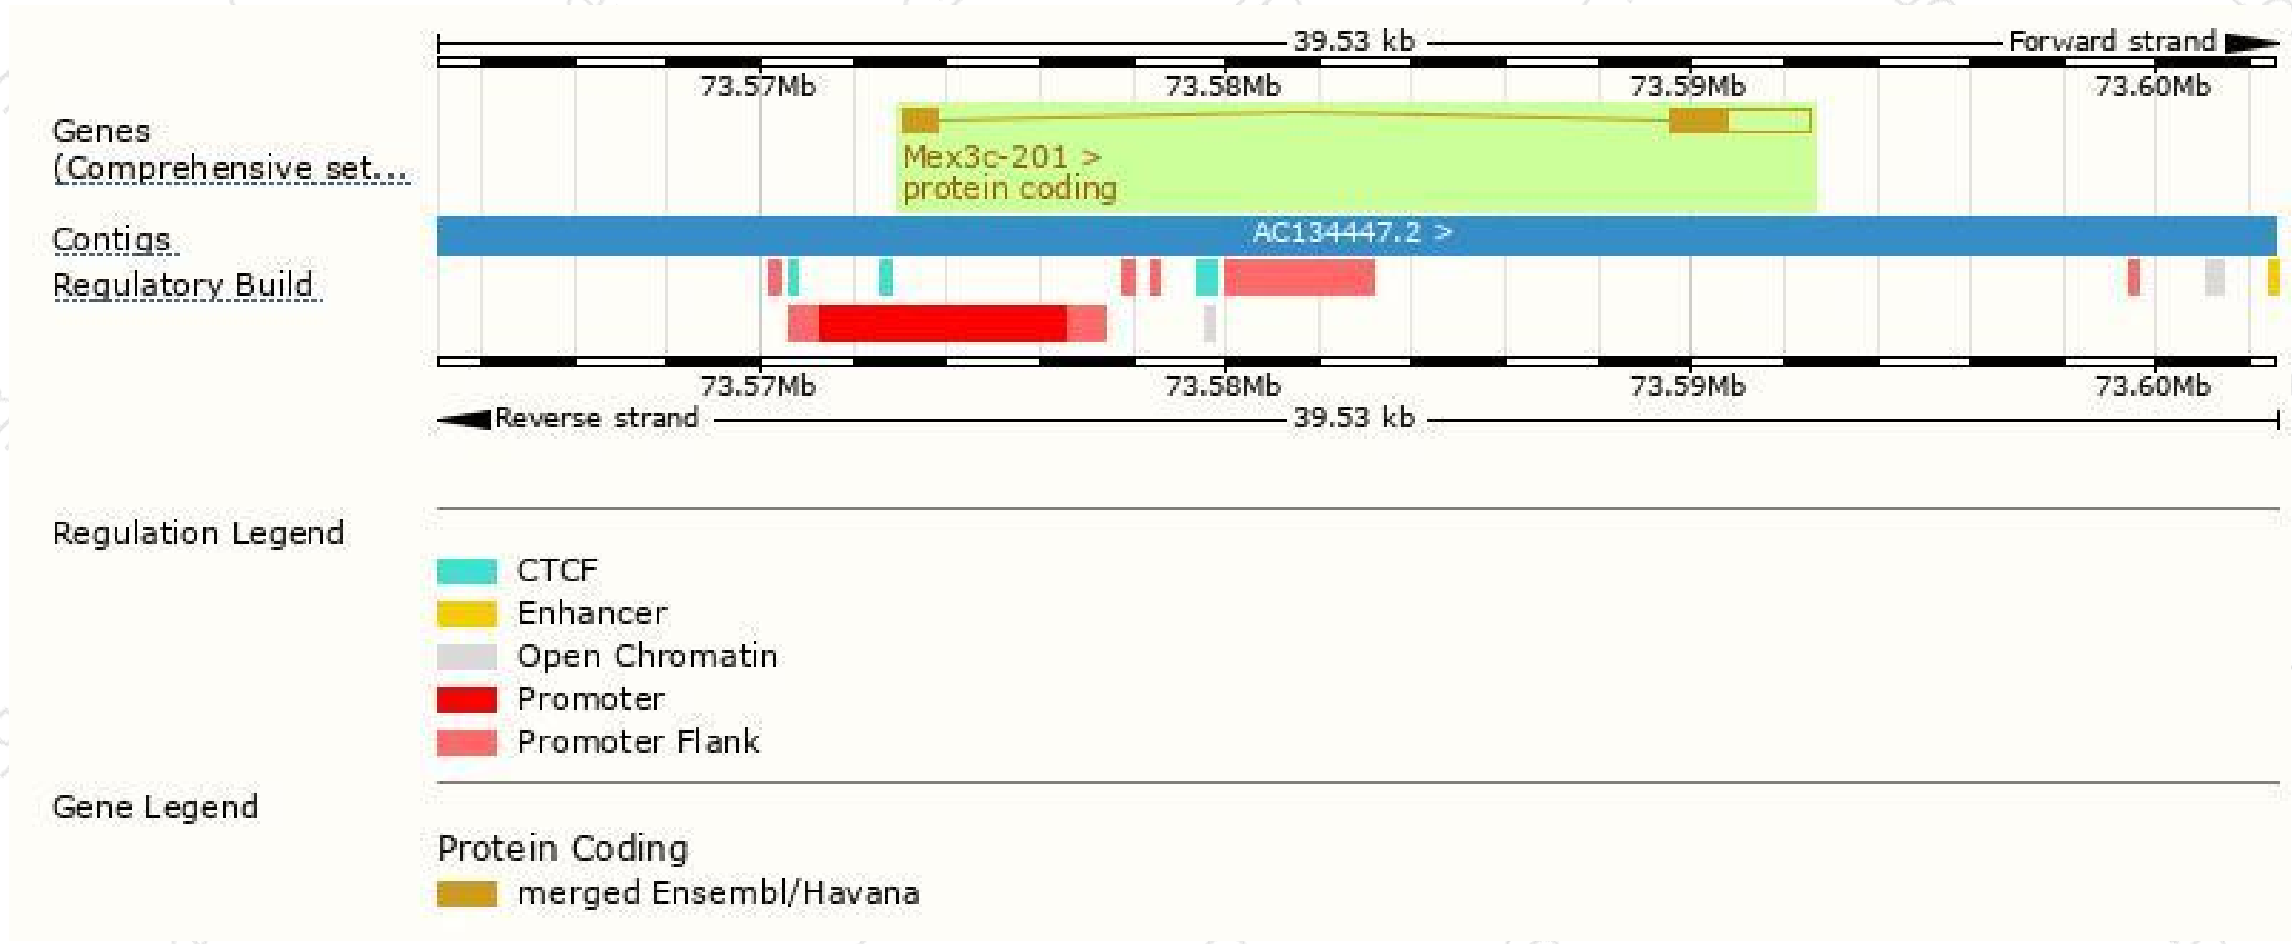 39.53 kb Forward strand
73.57Mb 73.58Mb 73.59Mb 73.60Mb
Genes
(Comprehensive set...
Mex3c-201 >
protein coding
Contigs
AC134447.2 >
Regulatory Build
73.57Mb 73.58Mb 73.59Mb 73.60Mb
Reverse strand 39.53 kb
Regulation Legend
CTCF
Enhancer
Open Chromatin
Promoter
Promoter Flank
Gene Legend
Protein Coding
merged Ensembl/Havana